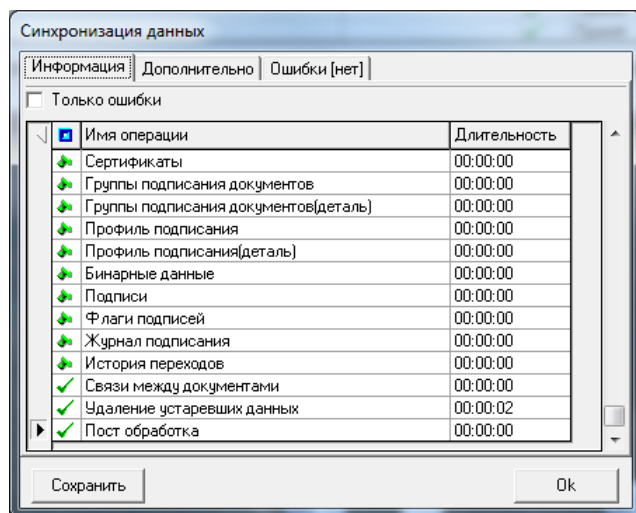 Синхронизация данных
Информация Дополнительно Ошибки [нет]
Только ошибки
Имя операции Длительность
Сертификаты 00:00:00
Группы подписания документов 00:00:00
Группы подписания документов(деталь) 00:00:00
Профиль подписания 00:00:00
Профиль подписания(деталь) 00:00:00
Бинарные данные 00:00:00
Подписи 00:00:00
Флаги подписей 00:00:00
Журнал подписания 00:00:00
История переходов 00:00:00
Связи между документами 00:00:00
Удаление устаревших данных 00:00:02
Пост обработка 00:00:00
Сохранить Ok